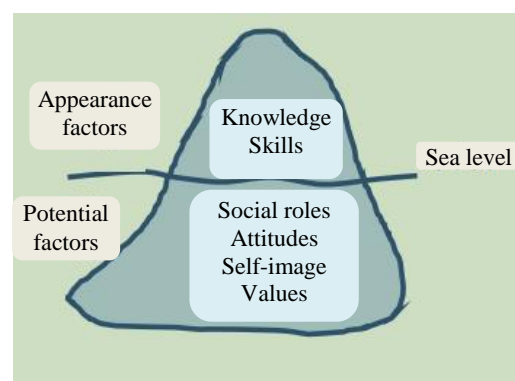 Appearance
factors
Knowledge
Skills
Sea level
Potential
factors
Social roles
Attitudes
Self-image
Values